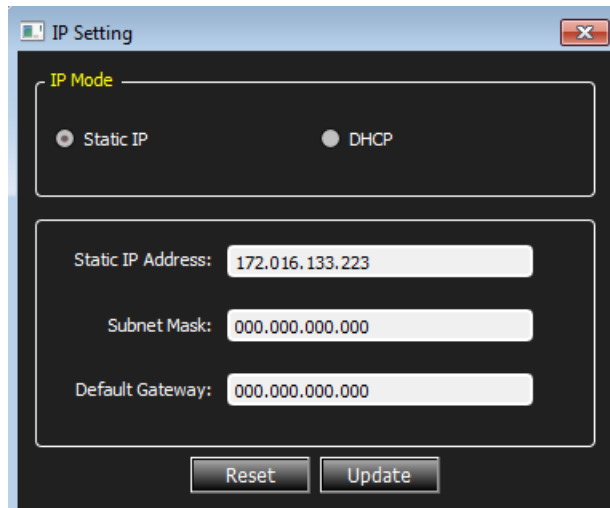 IP Setting
IP Mode
Static IP DHCP
Static IP Address: 172.016.133.223
Subnet Mask: 000.000.000.000
Default Gateway: 000.000.000.000
Reset Update